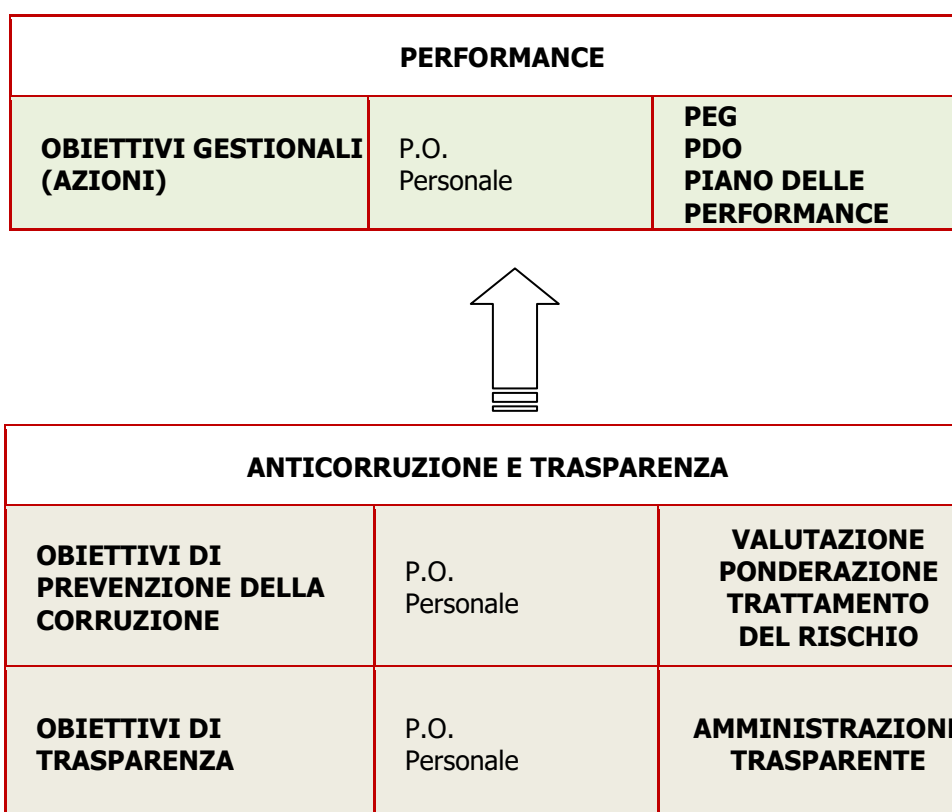 PERFORMANCE
OBIETTIVI GESTIONALI
(AZIONI)
P.O.
Personale
PEG
PDO
PIANO DELLE
PERFORMANCE
ANTICORRUZIONE E TRASPARENZA
OBIETTIVI DI
PREVENZIONE DELLA
CORRUZIONE
P.O.
Personale
VALUTAZIONE
PONDERAZIONE
TRATTAMENTO
DEL RISCHIO
OBIETTIVI DI
TRASPARENZA
P.O.
Personale
AMMINISTRAZIONE
TRASPARENTE